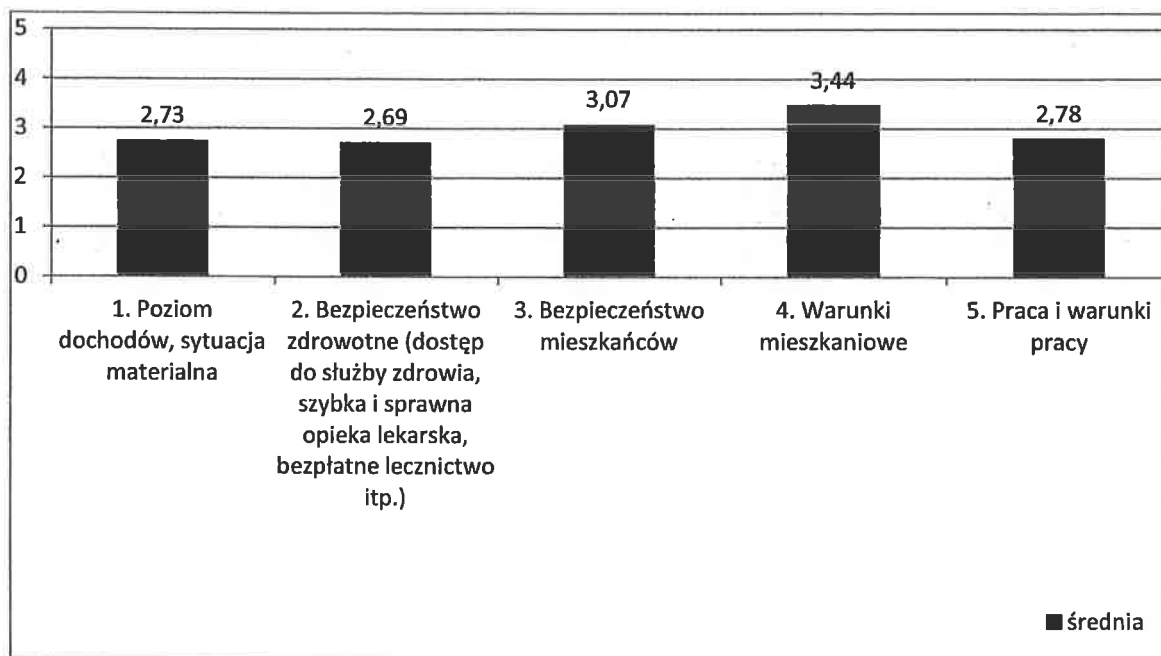 5
4
3
2
1
0
2,73
2,69
3,07
3,44
2,78
1. Poziom
dochodów, sytuacja
materialna
2. Bezpieczeństwo
zdrowotne (dostęp
do służby zdrowia,
szybka i sprawna
opieka lekarska,
bezpłatne lecznictwo
itp.)
3. Bezpieczeństwo
mieszkańców
4. Warunki
mieszkaniowe
5. Praca i warunki
pracy
średnia